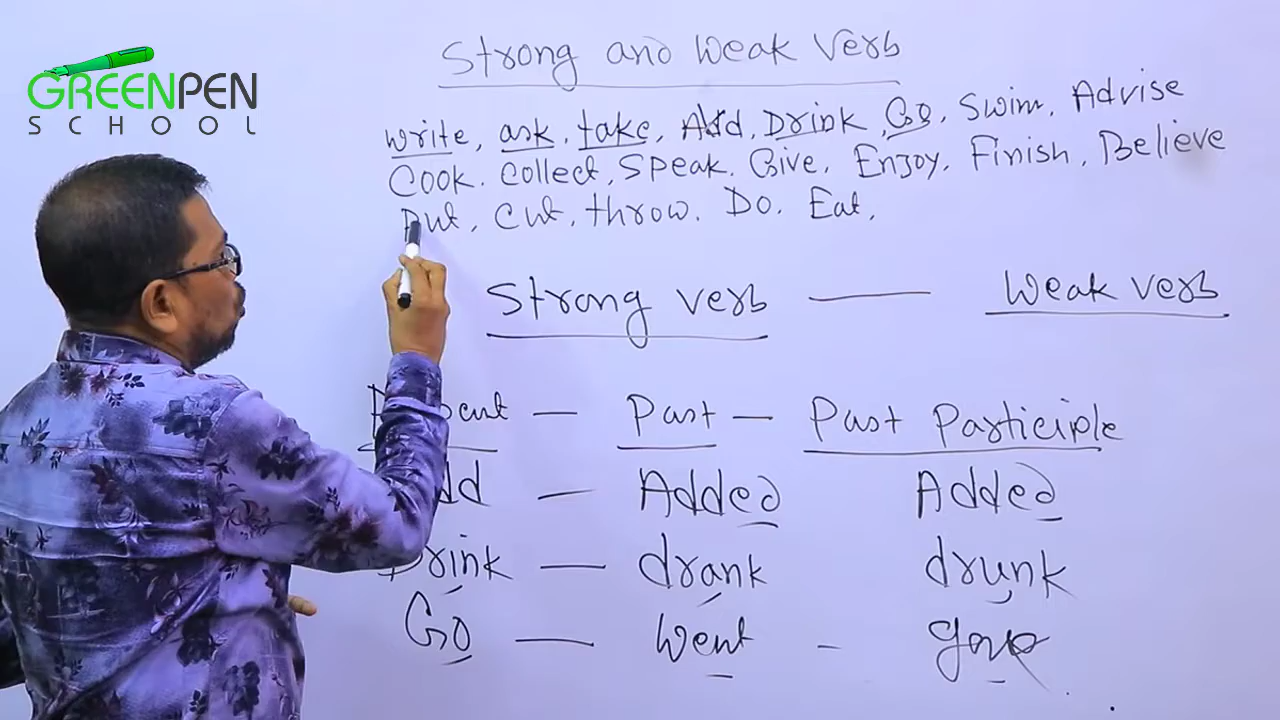 GREENPEN
SCHOOL
Strong and Weak Verb
Write, ask, take, Add, Drink, Go, Swim, Advise
Cook, Collect, Speak, Give, Enjoy, Finish, Believe
Put, Cut, throw, Do, Eat,
Strong verb — Weak verb
— Past — Past Participle
— Added Added
Drink — drank drunk
Go — Went - gone